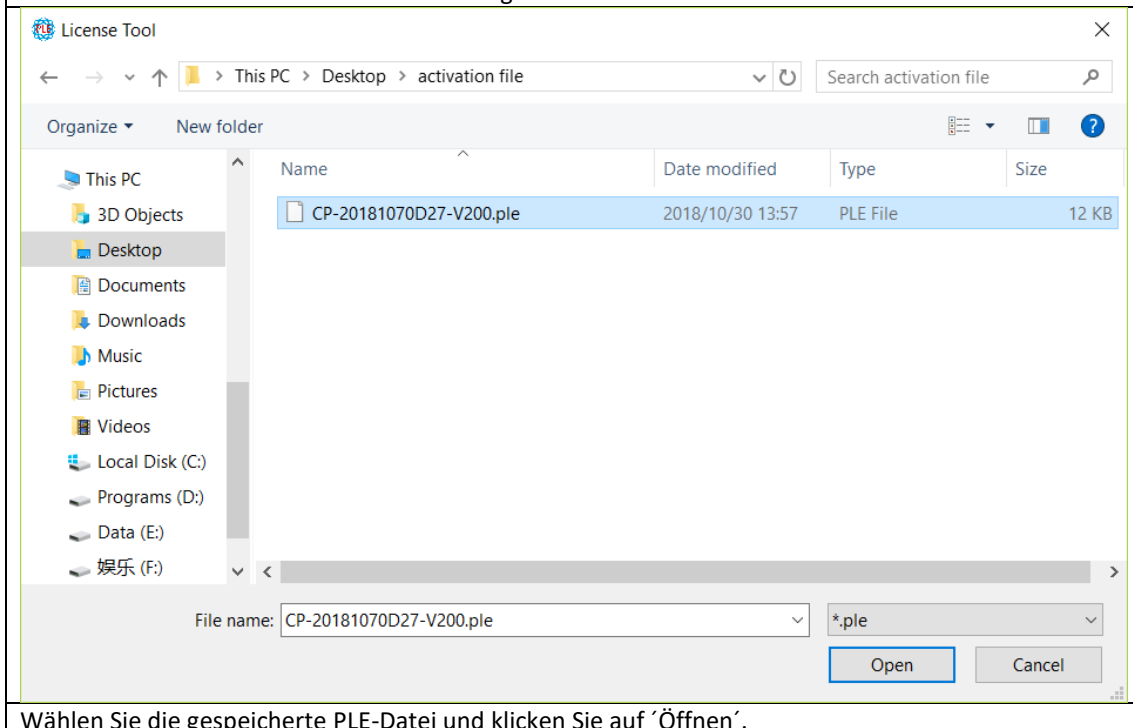 License Tool
This PC > Desktop > activation file
Search activation file
Organize
New folder
Name
Date modified
Type
Size
This PC
3D Objects
Desktop
Documents
Downloads
Music
Pictures
Videos
Local Disk (C:)
Programs (D:)
Data (E:)
娱乐 (F:)
CP-20181070D27-V200.ple
2018/10/30 13:57
PLE File
12 KB
File name:
CP-20181070D27-V200.ple
*.ple
Open
Cancel
Wählen Sie die gespeicherte PLE-Datei und klicken Sie auf ´Öffnen´.